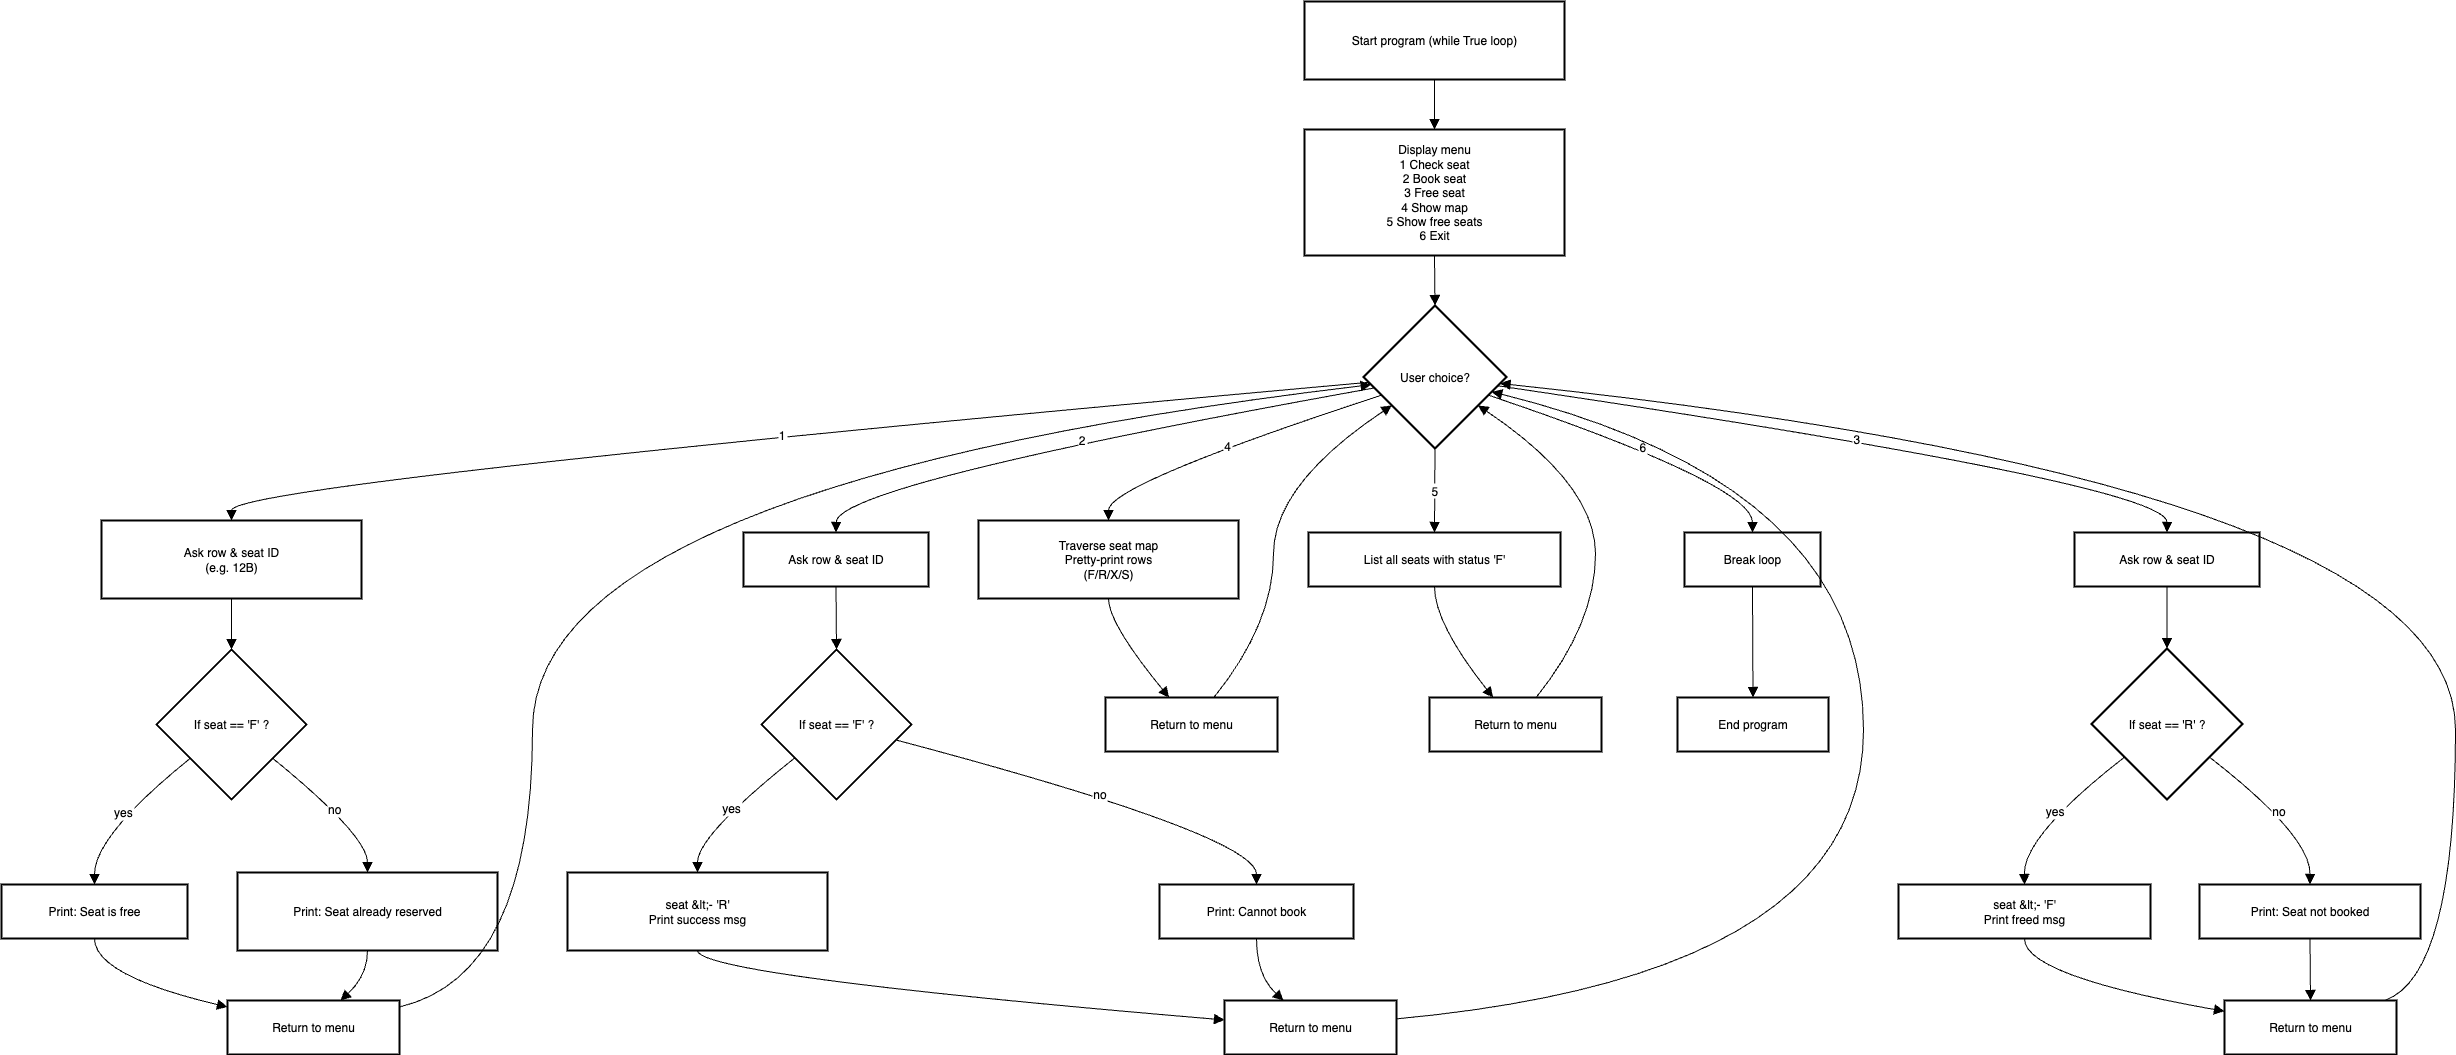 Start program (while True loop)
Display menu
1 Check seat
2 Book seat
3 Free seat
4 Show map
5 Show free seats
6 Exit
User choice?
1
2
4
5
6
3
Ask row & seat ID
(e.g. 12B)
Ask row & seat ID
Traverse seat map
Pretty-print rows
(F/R/X/S)
List all seats with status 'F'
Break loop
Ask row & seat ID
If seat == 'F' ?
If seat == 'F' ?
Return to menu
Return to menu
End program
If seat == 'R' ?
yes
no
yes
no
yes
no
Print: Seat is free
Print: Seat already reserved
seat &lt;- 'R'
Print success msg
Print: Cannot book
seat &lt;- 'F'
Print freed msg
Print: Seat not booked
Return to menu
Return to menu
Return to menu